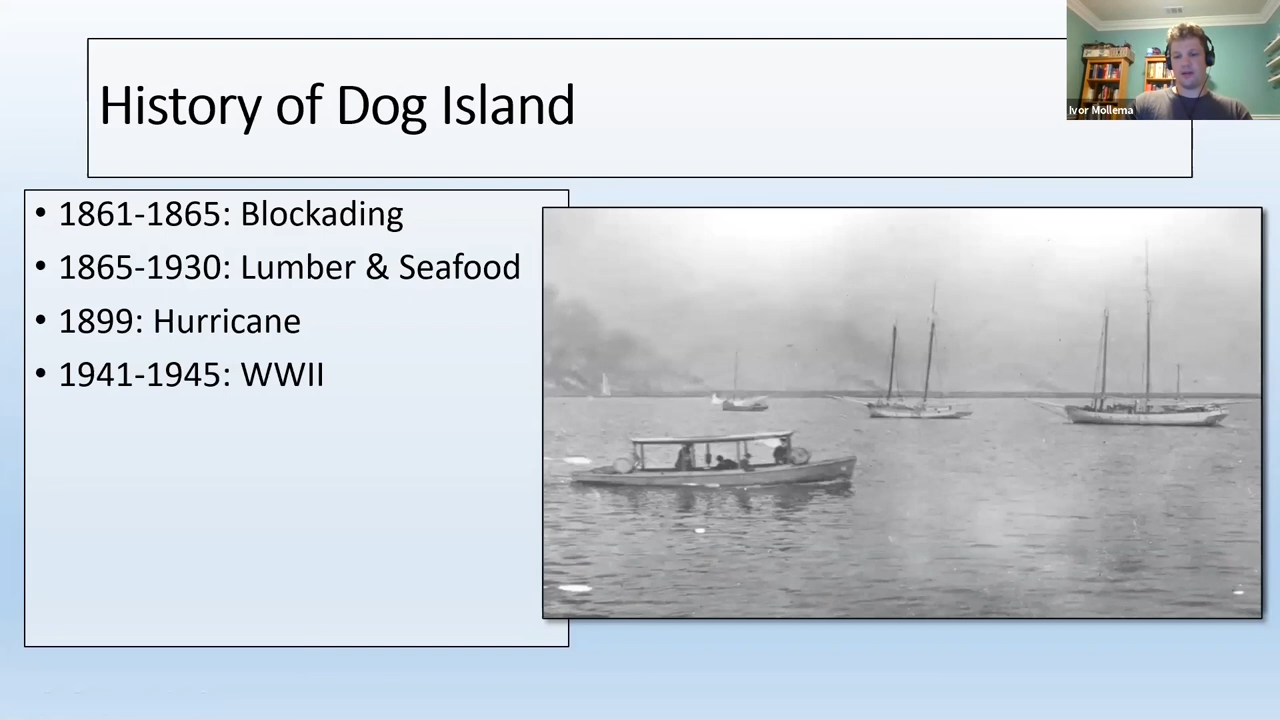 History of Dog Island
Ivor Mollema
• 1861-1865: Blockading
• 1865-1930: Lumber & Seafood
• 1899: Hurricane
• 1941-1945: WWII